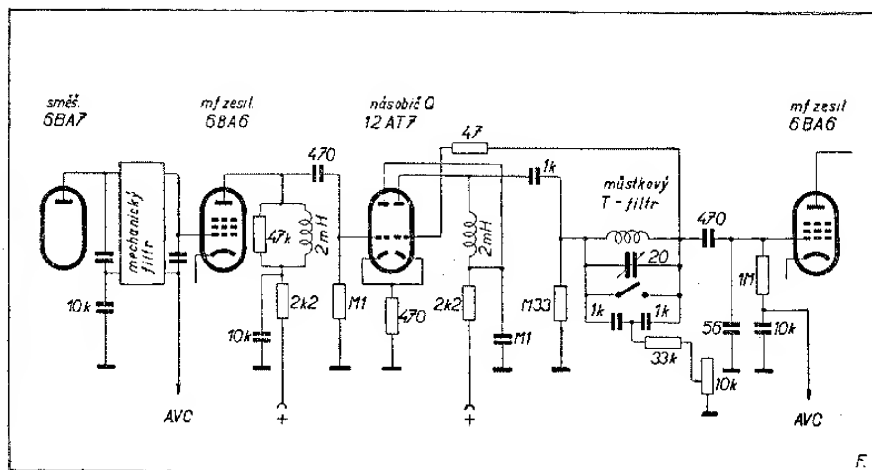 směš.
6BA7
mf zesil.
6BA6
násobič Q
12AT7
mf zesil
6BA6
470
47
1k
můstkový
T-filtr
470
mechanický
filtr
47k
2mH
2mH
20
10k
2k2
M1
470
2k2
M33
1k
1k
1M
10k
M1
33k
56
10k
10k
AVC
+
+
AVC
F.